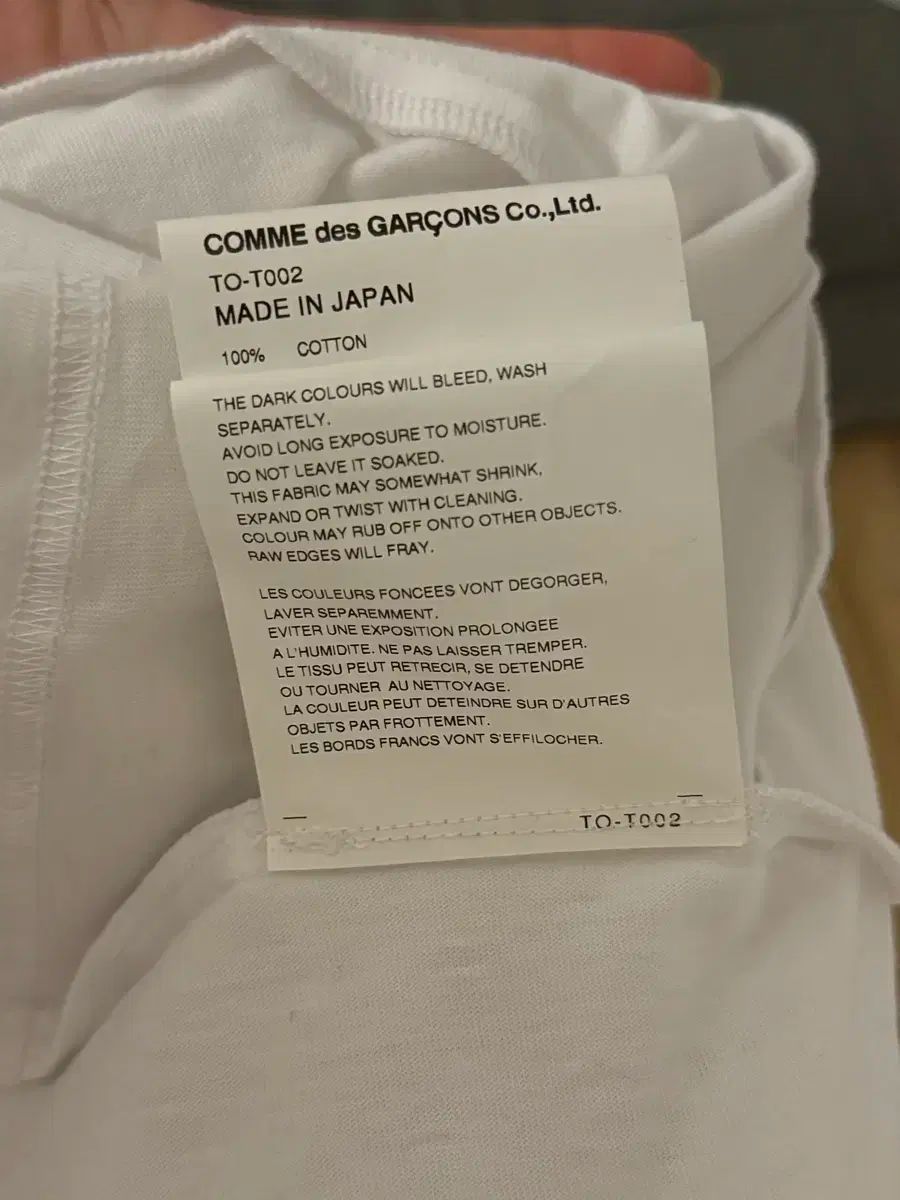 COMME des GARÇONS Co.,Ltd.
TO-T002
MADE IN JAPAN
100% COTTON
THE DARK COLOURS WILL BLEED, WASH
SEPARATELY.
AVOID LONG EXPOSURE TO MOISTURE.
DO NOT LEAVE IT SOAKED.
THIS FABRIC MAY SOMEWHAT SHRINK,
EXPAND OR TWIST WITH CLEANING.
COLOUR MAY RUB OFF ONTO OTHER OBJECTS.
RAW EDGES WILL FRAY.
LES COULEURS FONCEES VONT DEGORGER,
LAVER SEPAREMMENT.
EVITER UNE EXPOSITION PROLONGEE
A L'HUMIDITE. NE PAS LAISSER TREMPER.
LE TISSU PEUT RETRECIR, SE DETENDRE
OU TOURNER AU NETTOYAGE.
LA COULEUR PEUT DETEINDRE SUR D'AUTRES
OBJETS PAR FROTTEMENT.
LES BORDS FRANCS VONT S'EFFILOCHER.
TO-T002